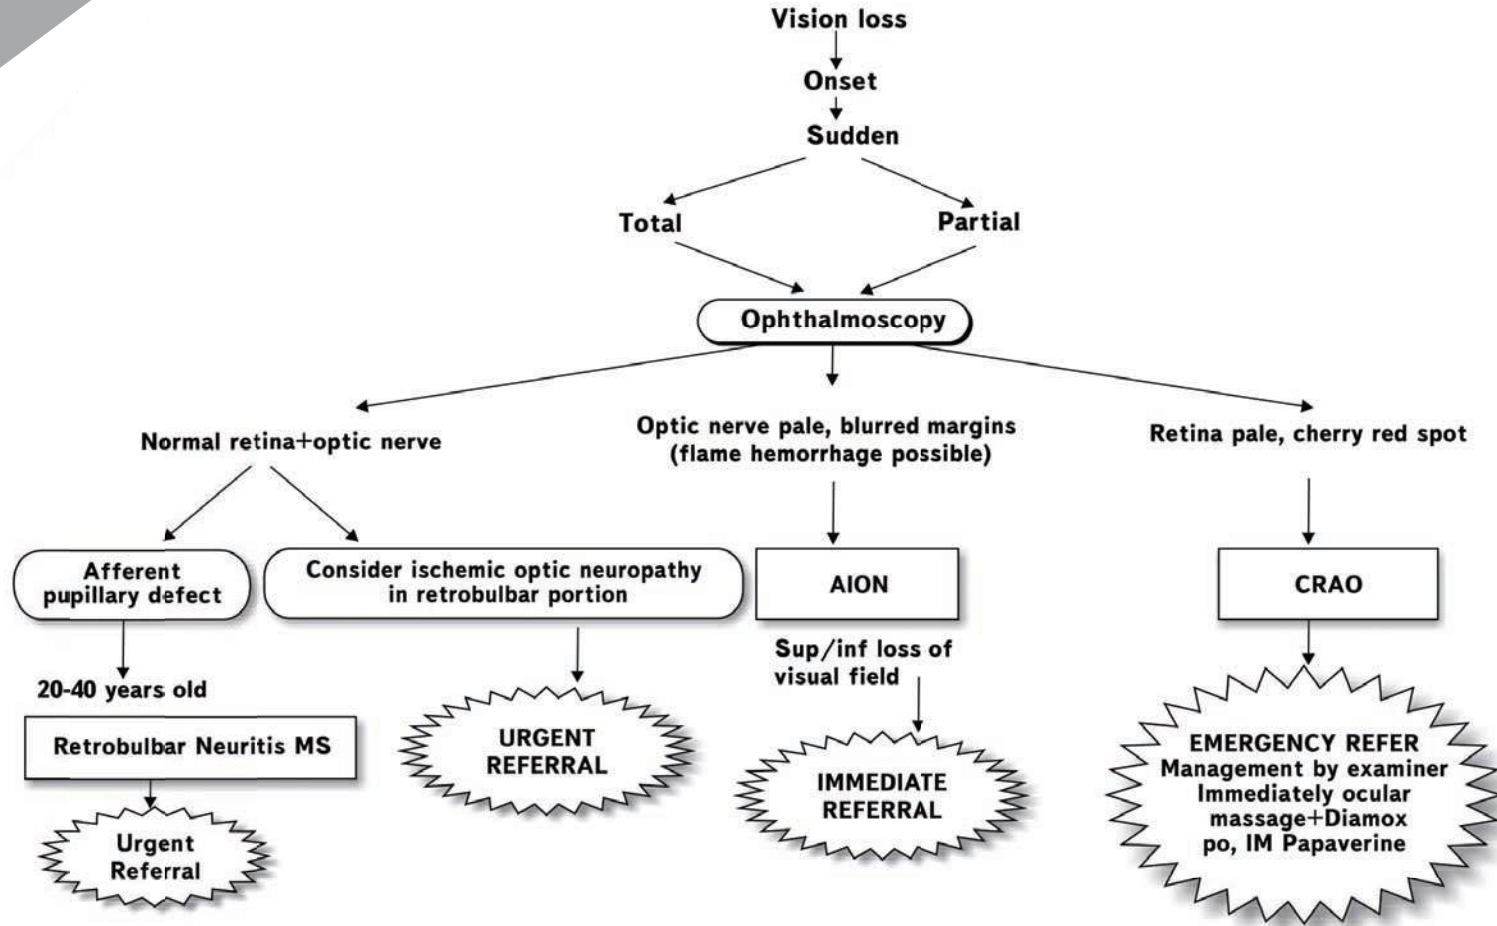 Vision loss
Onset
Sudden
Total
Partial
Ophthalmoscopy
Normal retina+optic nerve
Optic nerve pale, blurred margins
(flame hemorrhage possible)
Retina pale, cherry red spot
Afferent
pupillary defect
Consider ischemic optic neuropathy
in retrobulbar portion
AION
CRAO
20-40 years old
Sup/inf loss of
visual field
Retrobulbar Neuritis MS
URGENT
REFERRAL
IMMEDIATE
REFERRAL
EMERGENCY REFER
Management by examiner
Immediately ocular
massage+Diamox
po, IM Papaverine
Urgent
Referral